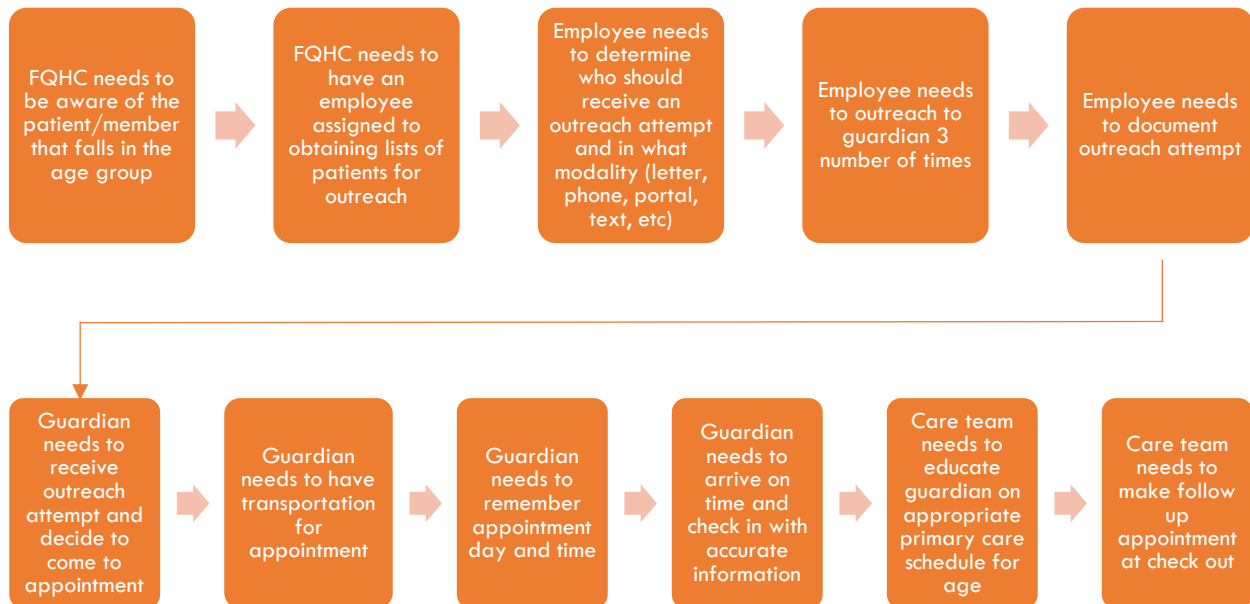 FQHC needs to
be aware of the
patient/member
that falls in the
age group
FQHC needs to
have an
employee
assigned to
obtaining lists of
patients for
outreach
Employee needs
to determine
who should
receive an
outreach attempt
and in what
modality (letter,
phone, portal,
text, etc)
Employee needs
to outreach to
guardian 3
number of times
Employee needs
to document
outreach attempt
Guardian
needs to
receive
outreach
attempt and
decide to
come to
appointment
Guardian
needs to have
transportation
for
appointment
Guardian
needs to
remember
appointment
day and time
Guardian
needs to
arrive on
time and
check in with
accurate
information
Care team
needs to
educate
guardian on
appropriate
primary care
schedule for
age
Care team
needs to
make follow
up
appointment
at check out